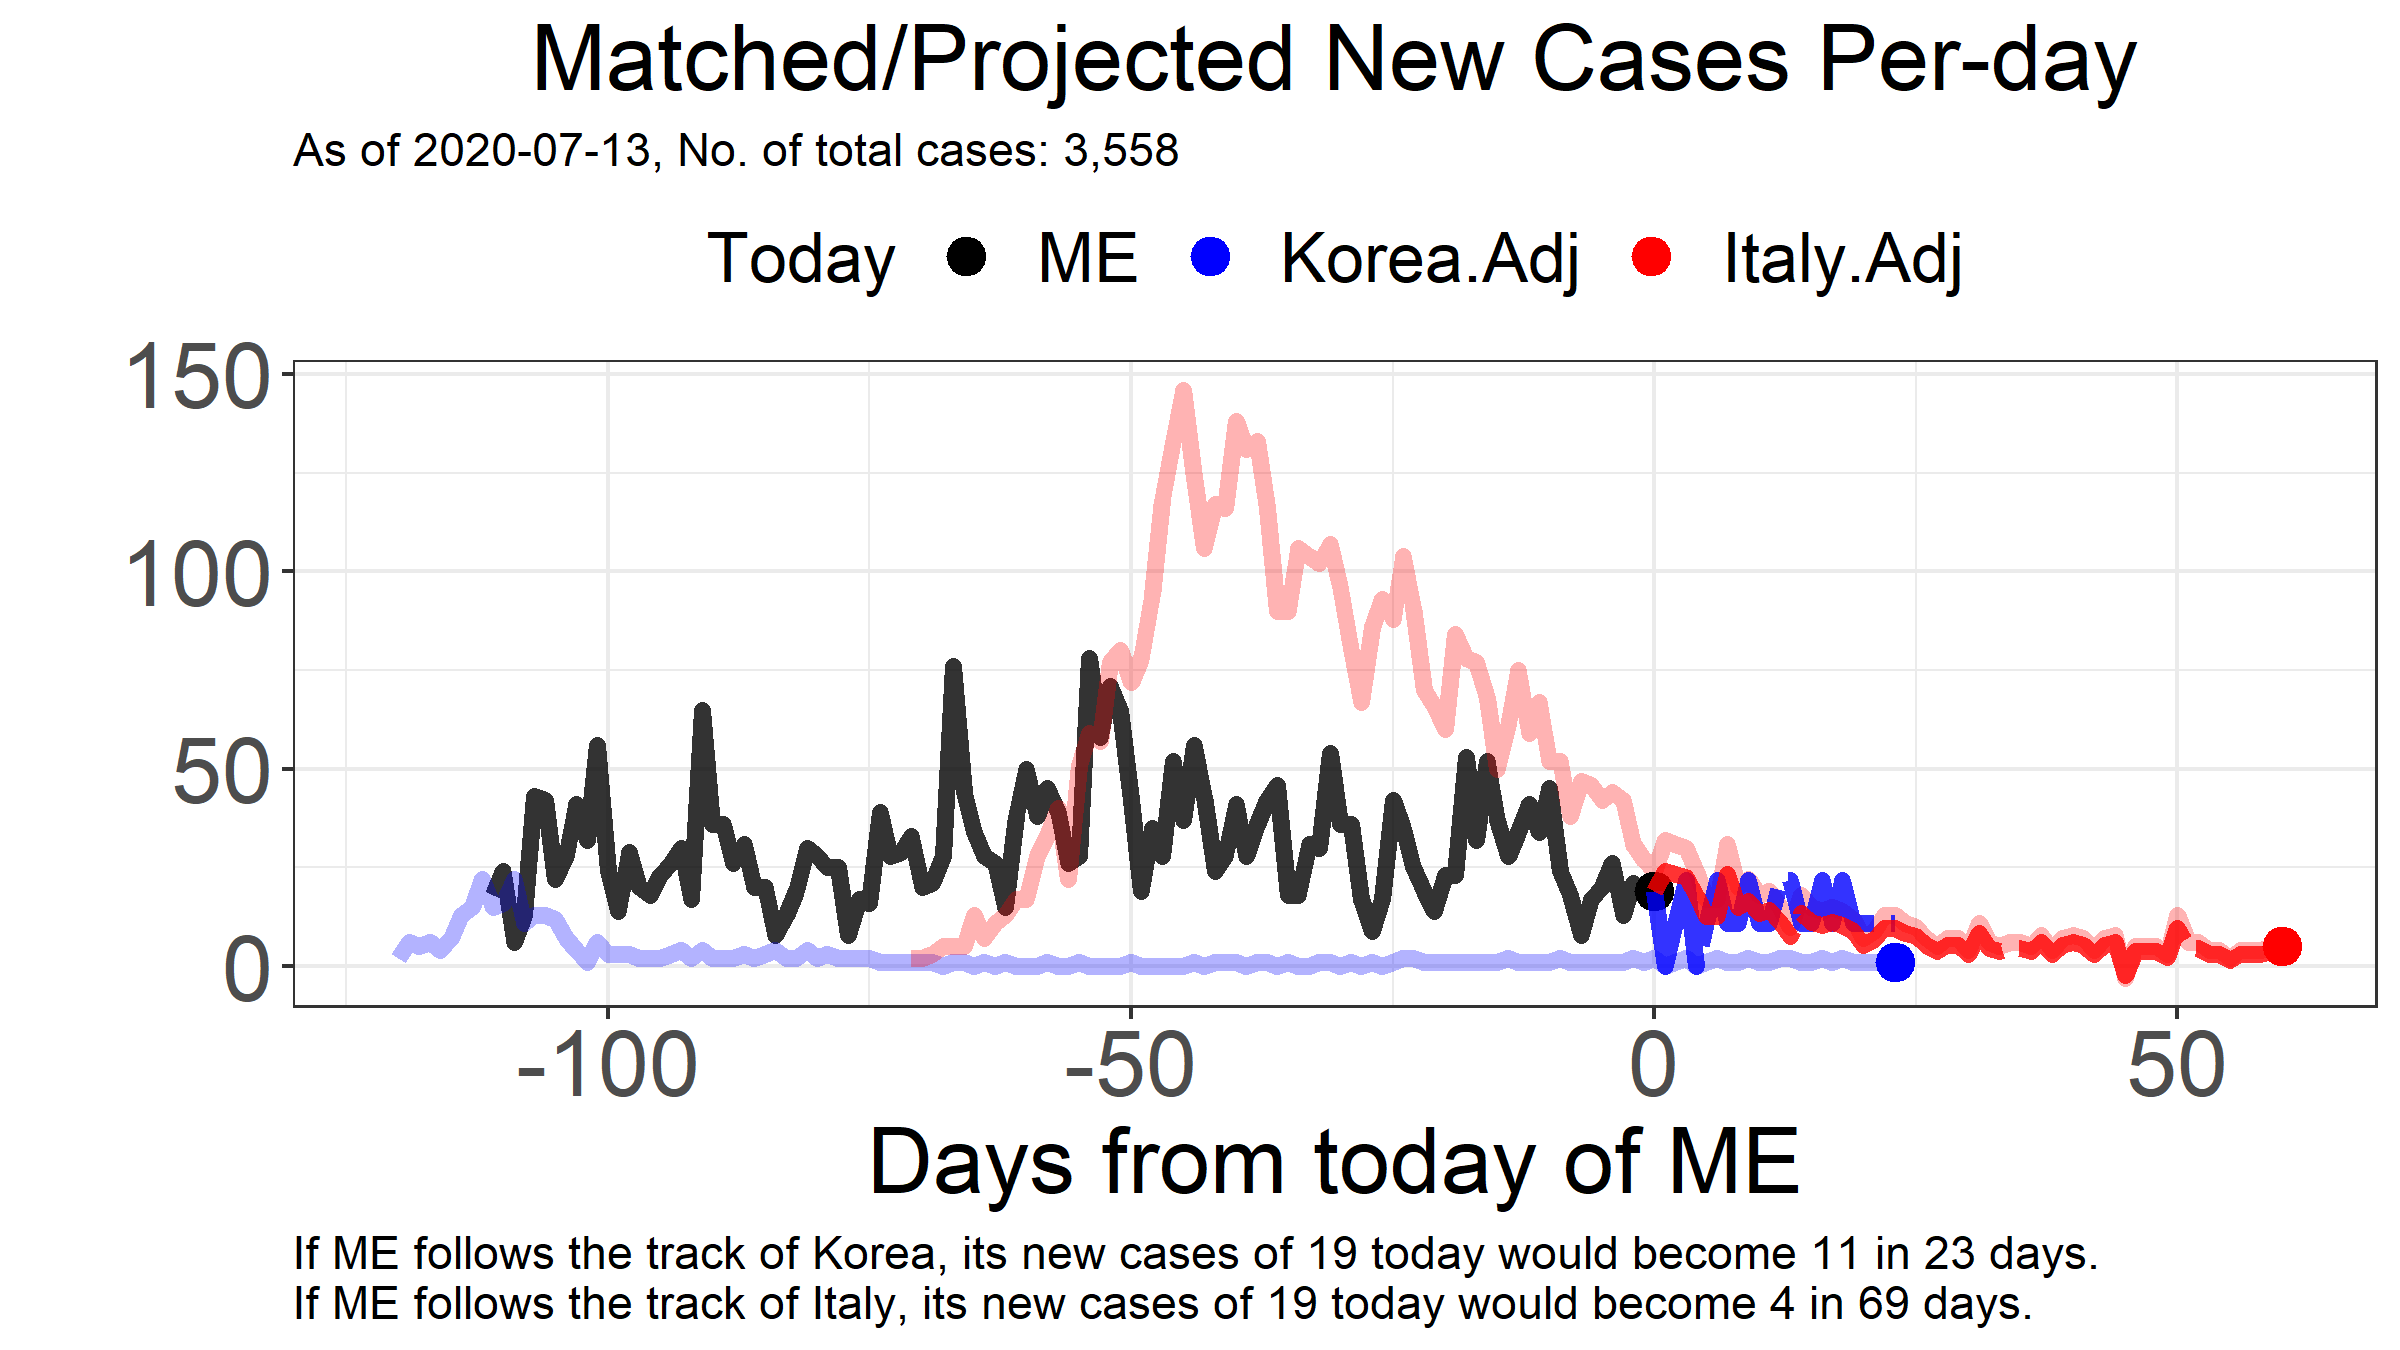 Matched/Projected New Cases Per-day
As of 2020-07-13, No. of total cases: 3,558
Today ME Korea.Adj Italy.Adj
150
100
50
0
-100 -50 0 50
Days from today of ME
If ME follows the track of Korea, its new cases of 19 today would become 11 in 23 days.
If ME follows the track of Italy, its new cases of 19 today would become 4 in 69 days.